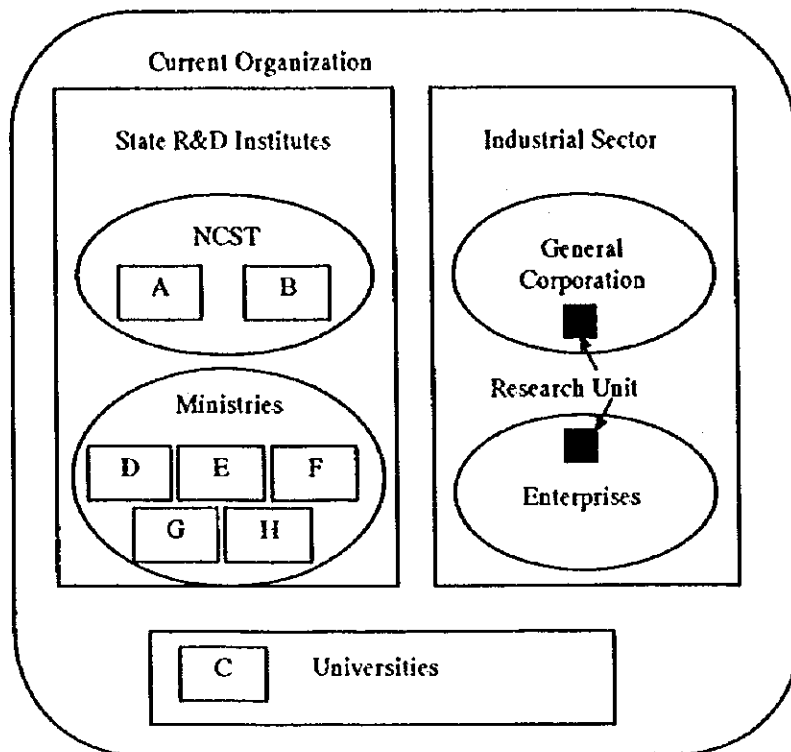 Current Organization
State R&D Institutes
NCST
A
B
Ministries
D
E
F
G
H
Industrial Sector
General
Corporation
Research Unit
Enterprises
C
Universities